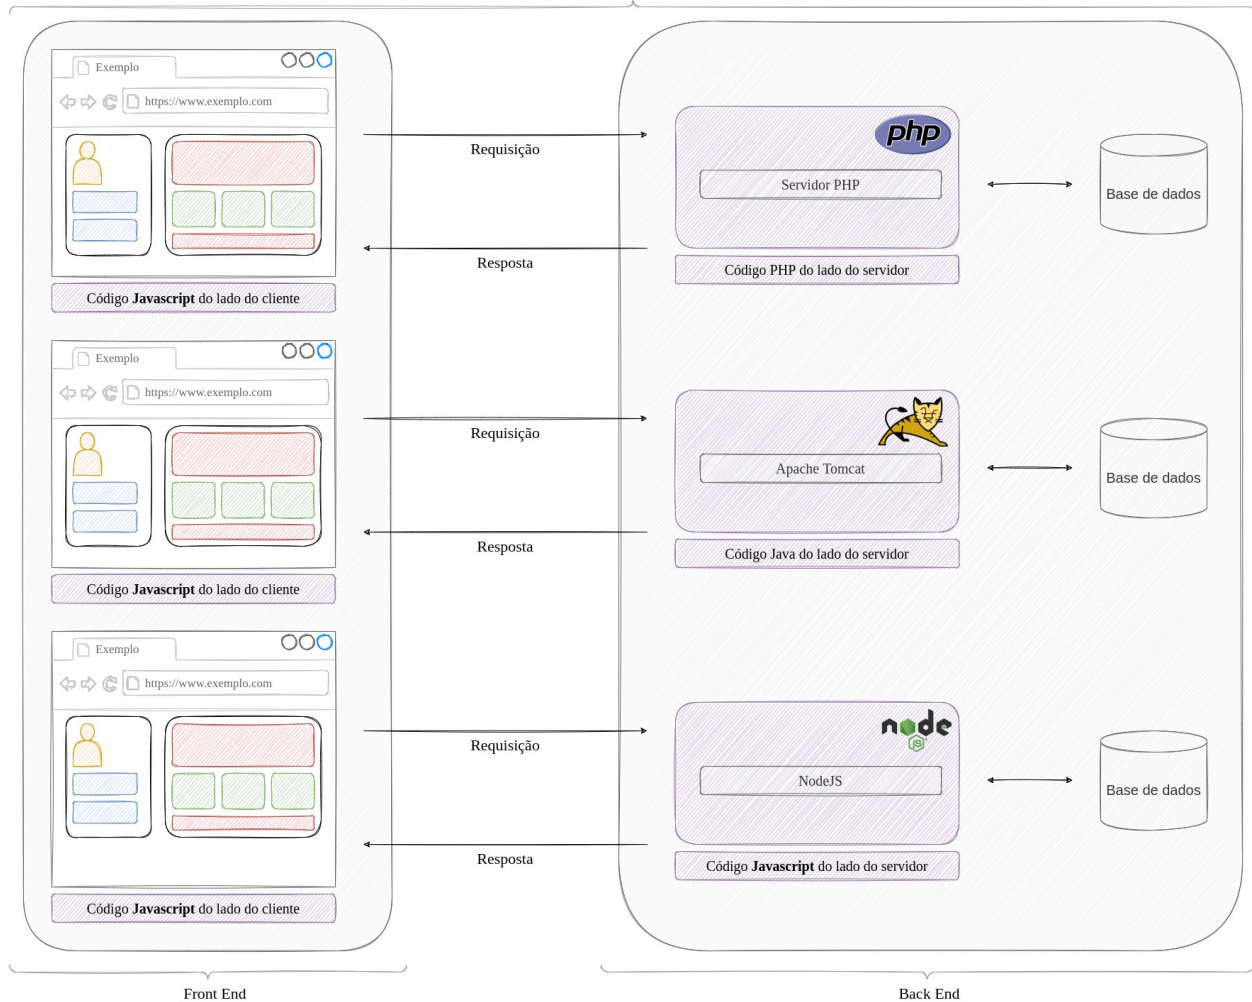 Exemplo
https://www.exemplo.com
Código Javascript do lado do cliente
Requisição
Resposta
php
Servidor PHP
Código PHP do lado do servidor
Base de dados
Exemplo
https://www.exemplo.com
Código Javascript do lado do cliente
Requisição
Resposta
Apache Tomcat
Código Java do lado do servidor
Base de dados
Exemplo
https://www.exemplo.com
Código Javascript do lado do cliente
Requisição
Resposta
node
JS
NodeJS
Código Javascript do lado do servidor
Base de dados
Front End
Back End